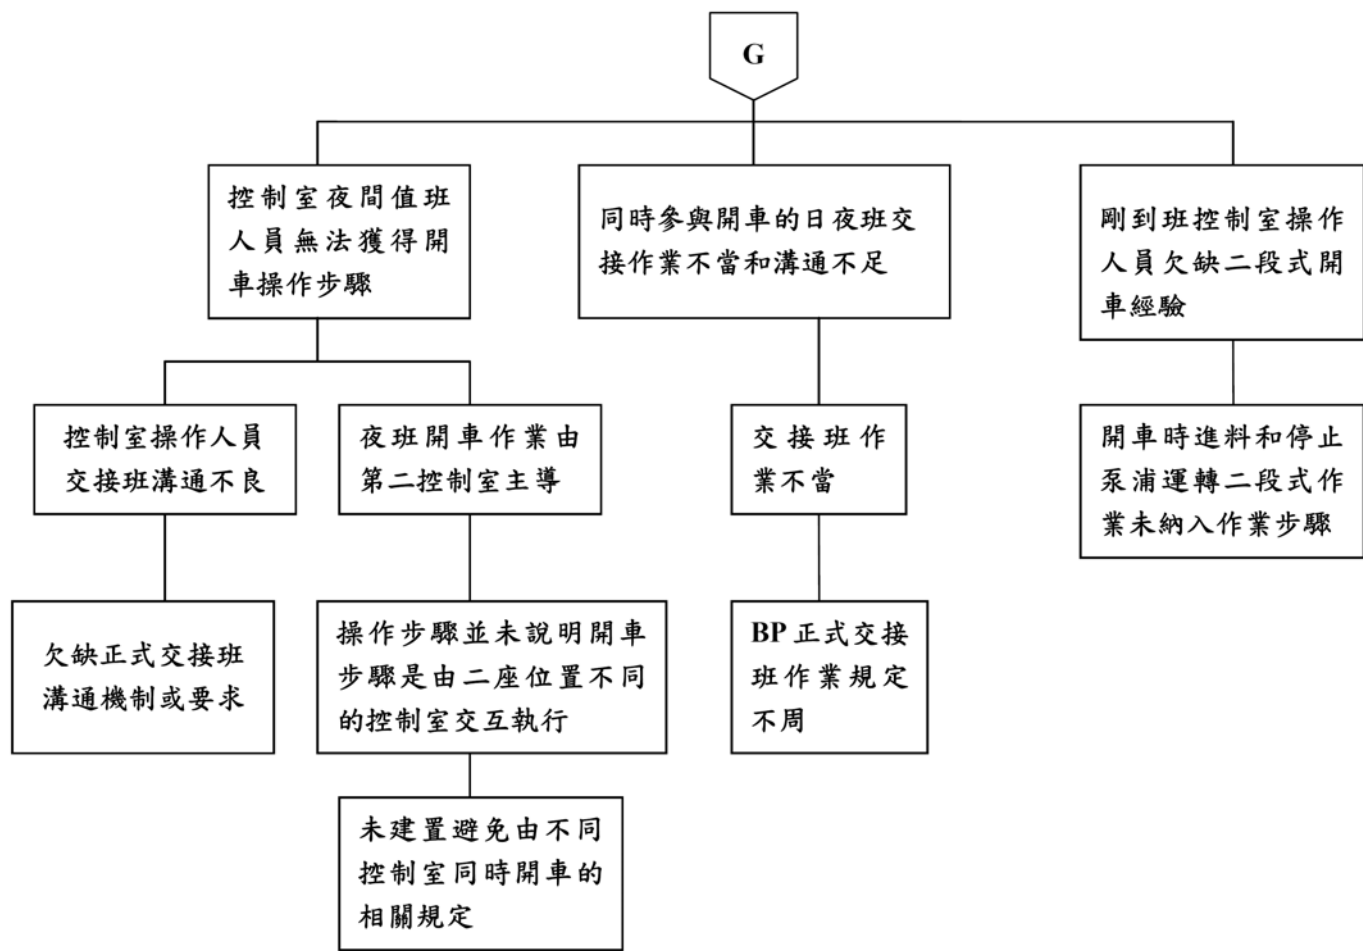 G
控制室夜間值班
人員無法獲得開
車操作步驟
同時參與開車的日夜班交
接作業不當和溝通不足
剛到班控制室操作
人員欠缺二段式開
車經驗
控制室操作人員
交接班溝通不良
夜班開車作業由
第二控制室主導
交接班作
業不當
開車時進料和停止
泵浦運轉二段式作
業未納入作業步驟
欠缺正式交接班
溝通機制或要求
操作步驟並未說明開車
步驟是由二座位置不同
的控制室交互執行
BP 正式交接
班作業規定
不周
未建置避免由不同
控制室同時開車的
相關規定